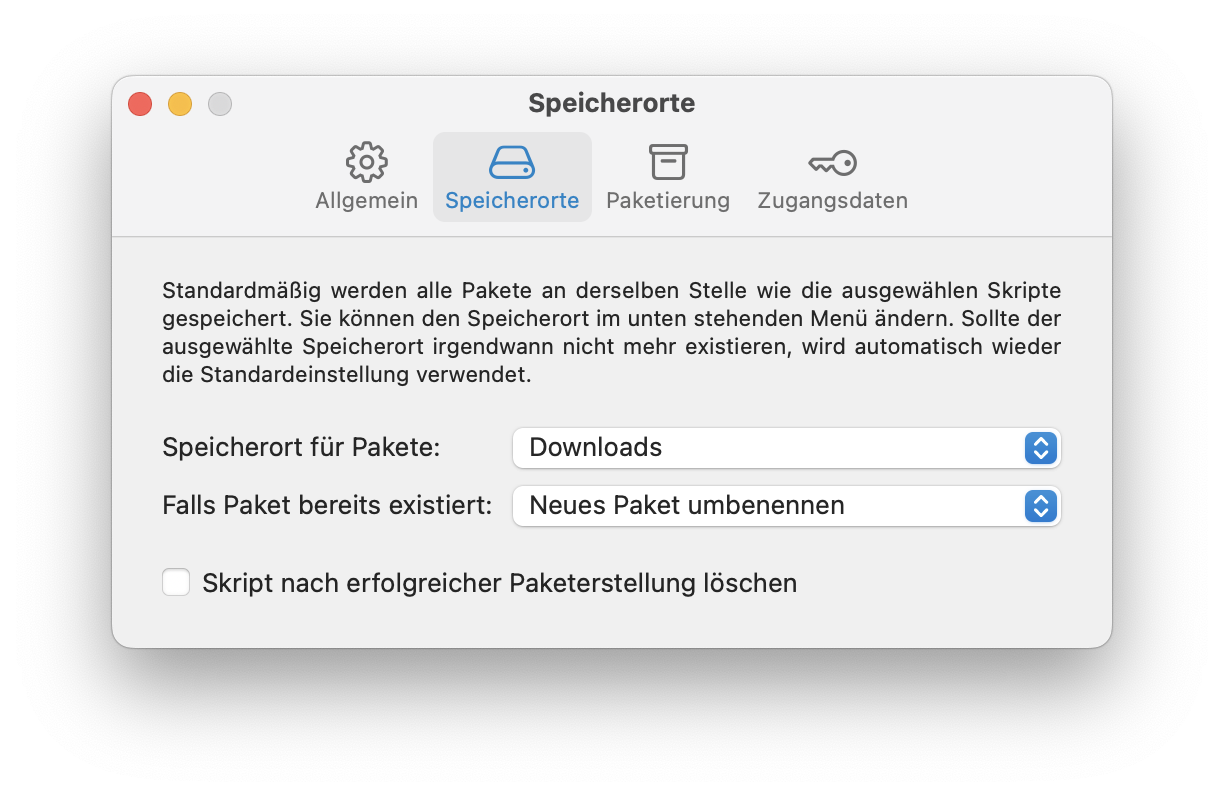 Speicherorte
Allgemein
Speicherorte
Paketierung
Zugangsdaten
Standardmäßig werden alle Pakete an derselben Stelle wie die ausgewählen Skripte
gespeichert. Sie können den Speicherort im unten stehenden Menü ändern. Sollte der
ausgewählte Speicherort irgendwann nicht mehr existieren, wird automatisch wieder
die Standardeinstellung verwendet.
Speicherort für Pakete:
Downloads
Falls Paket bereits existiert:
Neues Paket umbenennen
Skript nach erfolgreicher Paketerstellung löschen